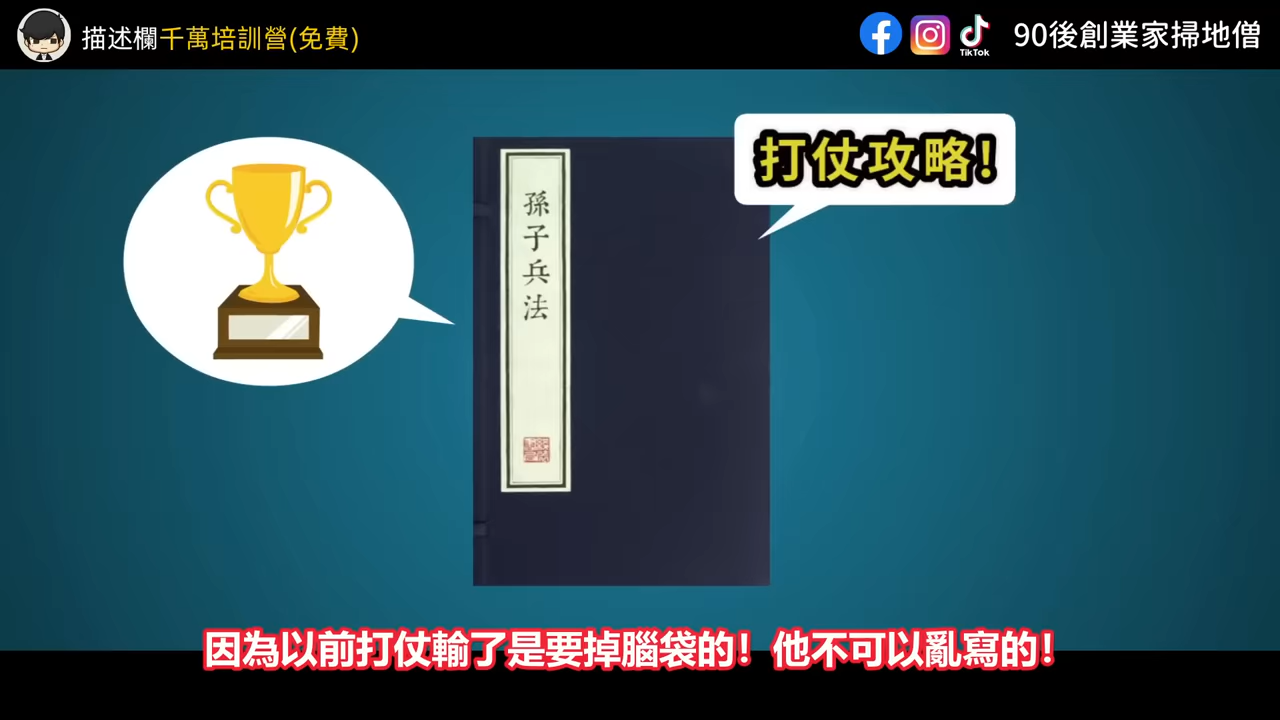 描述欄千萬培訓營(免費)
TikTok
90後創業家掃地僧
打仗攻略!
孫子兵法
因為以前打仗輸了是要掉腦袋的! 他不可以亂寫的!